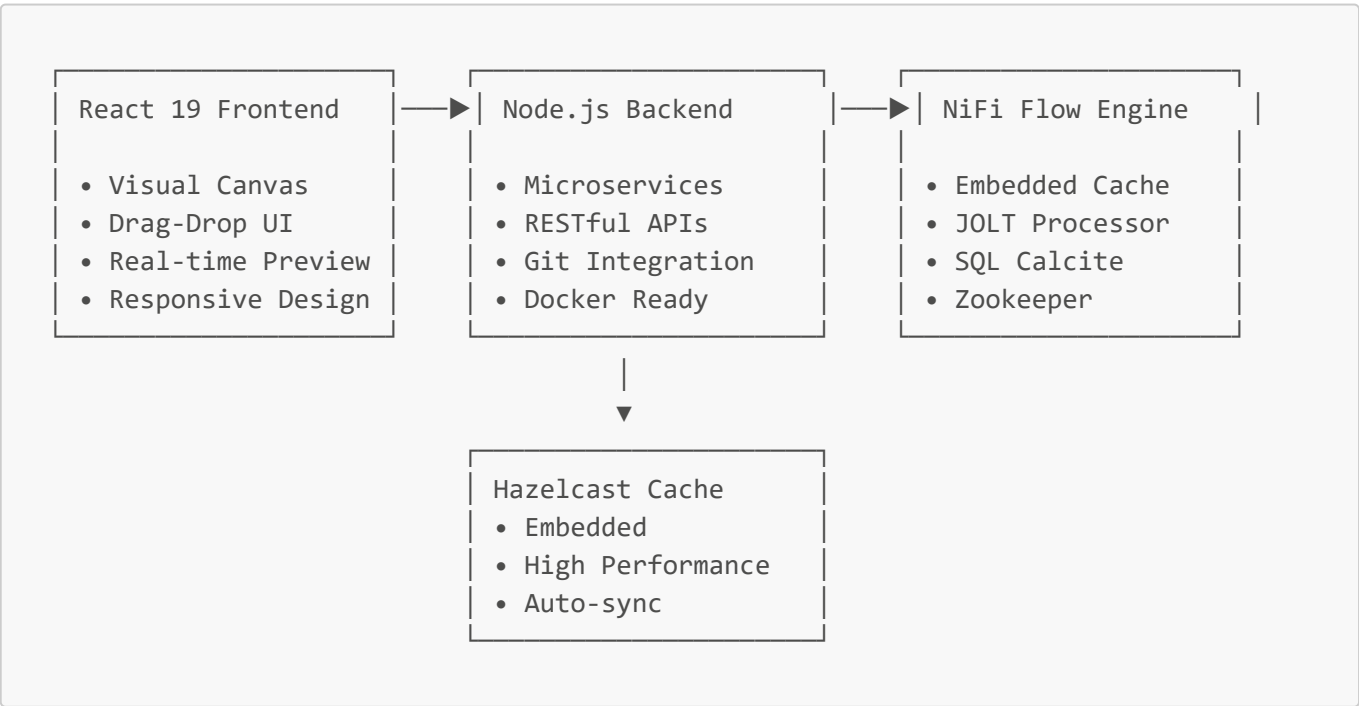 React 19 Frontend
• Visual Canvas
• Drag-Drop UI
• Real-time Preview
• Responsive Design
Node.js Backend
• Microservices
• RESTful APIs
• Git Integration
• Docker Ready
NiFi Flow Engine
• Embedded Cache
• JOLT Processor
• SQL Calcite
• Zookeeper
Hazelcast Cache
• Embedded
• High Performance
• Auto-sync